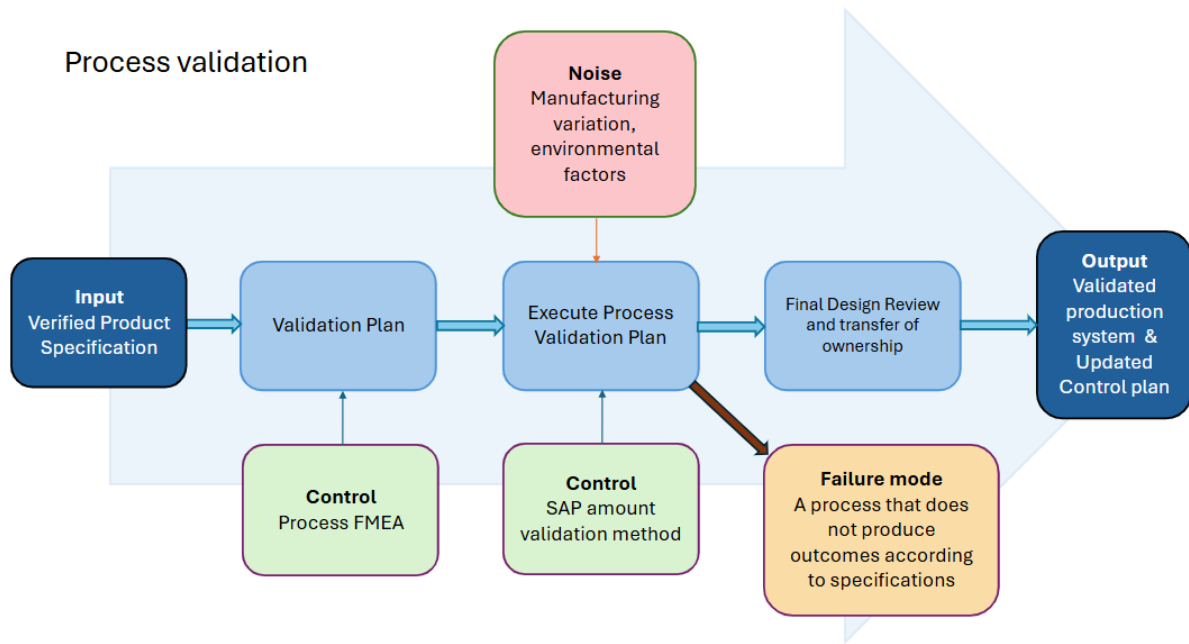 Process validation
Noise
Manufacturing
variation,
environmental
factors
Input
Verified Product
Specification
Validation Plan
Execute Process
Validation Plan
Final Design Review
and transfer of
ownership
Output
Validated
production
system &
Updated
Control plan
Control
Process FMEA
Control
SAP amount
validation method
Failure mode
A process that does
not produce
outcomes according
to specifications